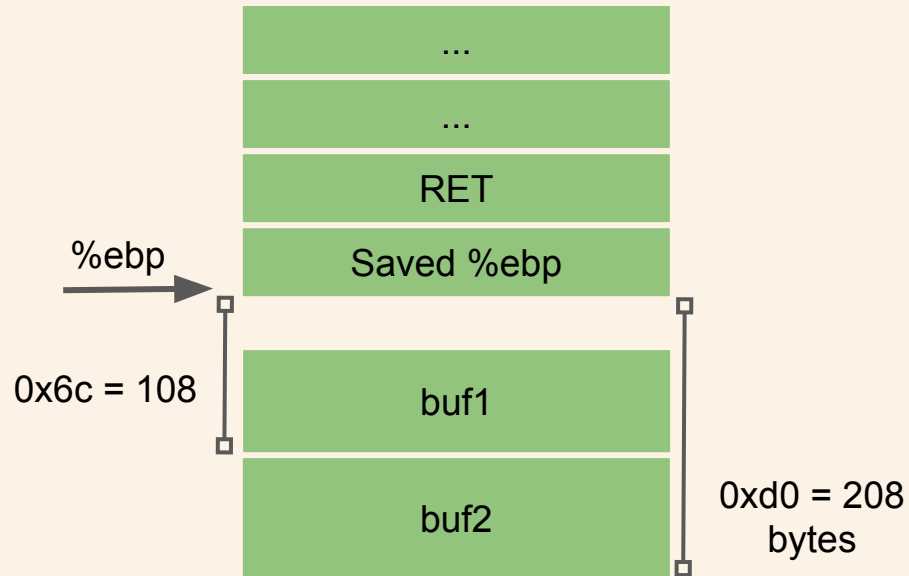 ...
...
RET
%ebp
Saved %ebp
0x6c = 108
buf1
buf2
0xd0 = 208
bytes